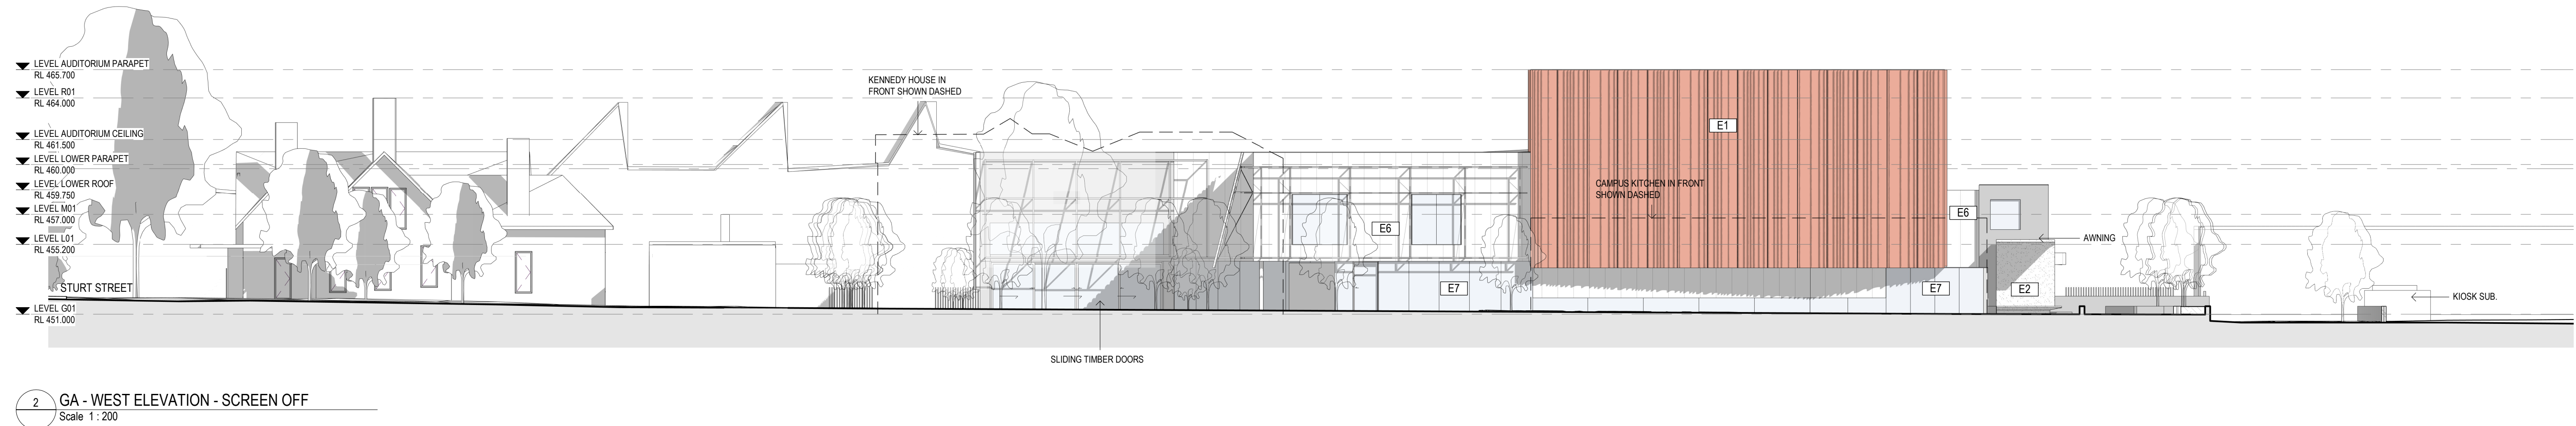 LEVEL AUDITORIUM PARAPET
RL 465.700
LEVEL R01
RL 464.000
LEVEL AUDITORIUM CEILING
RL 461.500
LEVEL LOWER PARAPET
RL 460.000
LEVEL LOWER ROOF
RL 459.750
LEVEL M01
RL 457.000
LEVEL L01
RL 455.200
STURT STREET
LEVEL G01
RL 451.000
KENNEDY HOUSE IN
FRONT SHOWN DASHED
SLIDING TIMBER DOORS
E6
E7
E1
CAMPUS KITCHEN IN FRONT
SHOWN DASHED
E7
E6
E2
AWNING
KIOSK SUB.
2
GA - WEST ELEVATION - SCREEN OFF
Scale 1 : 200